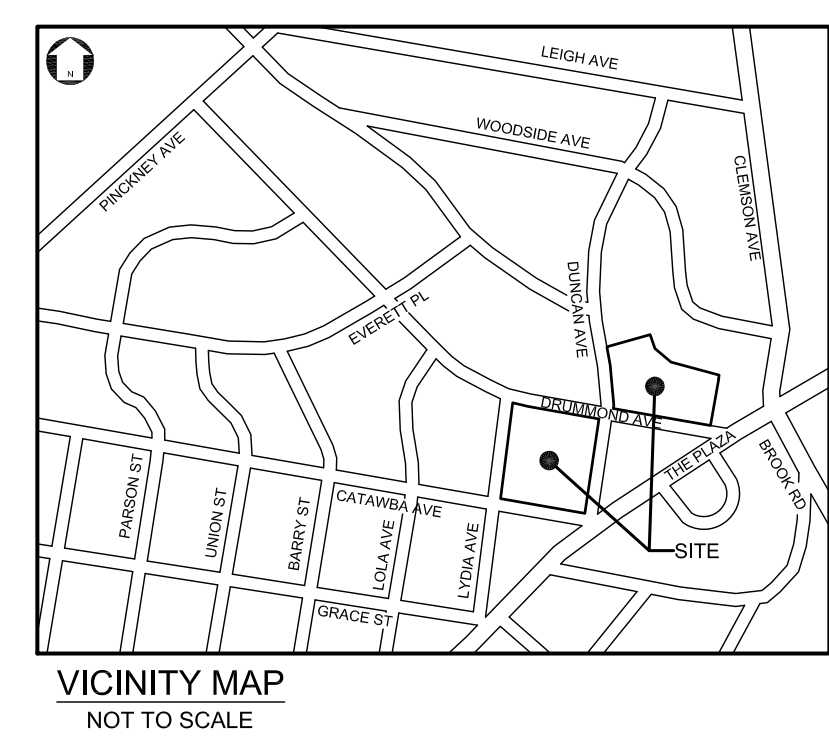 N
LEIGH AVE
WOODSIDE AVE
PINCKNEY AVE
CLEMSON AVE
DUNCAN AVE
EVERETT PL
DRUMMOND AVE
THE PLAZA
BROOK RD
PARSON ST
UNION ST
BARRY ST
CATAWBA AVE
LOLA AVE
LYDIA AVE
SITE
GRACE ST
VICINITY MAP
NOT TO SCALE